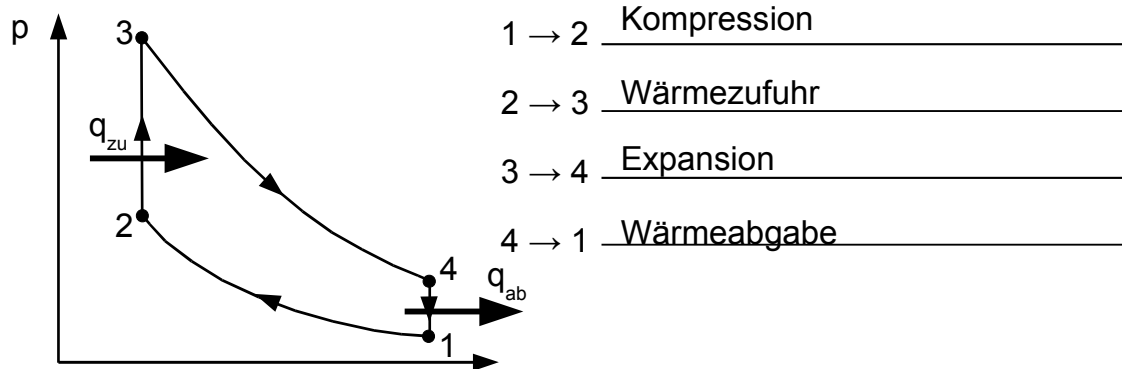 p
3
q_zu
2
4
q_ab
1
1 → 2 Kompression
2 → 3 Wärmezufuhr
3 → 4 Expansion
4 → 1 Wärmeabgabe